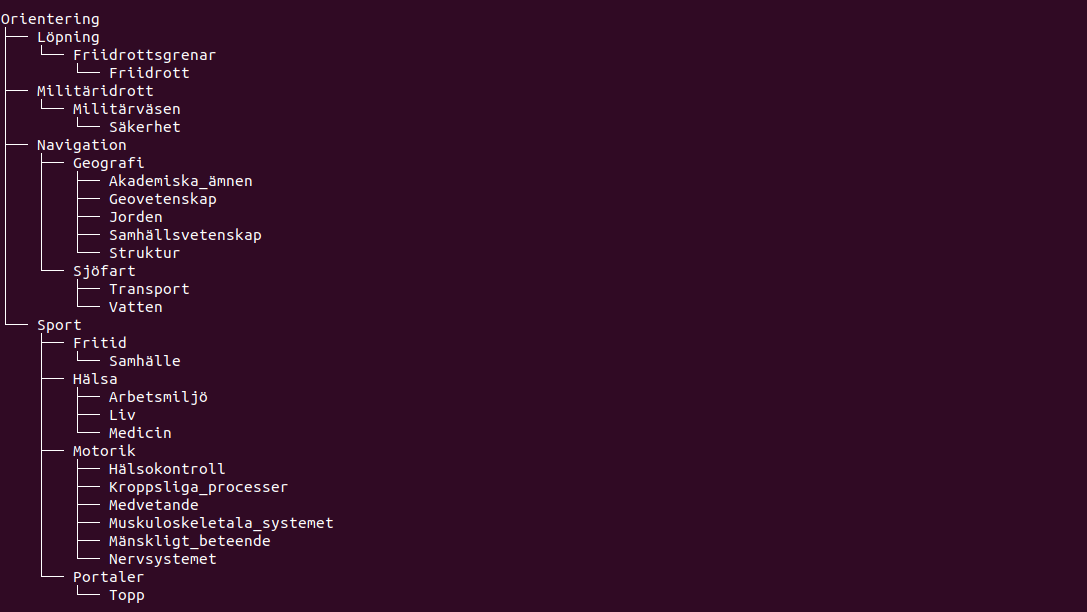 Orientering
Löpning
Friidrottsgrenar
Friidrott
Militäridrott
Militärväsen
Säkerhet
Navigation
Geografi
Akademiska_ämnen
Geovetenskap
Jorden
Samhällsvetenskap
Struktur
Sjöfart
Transport
Vatten
Sport
Fritid
Samhälle
Hälsa
Arbetsmiljö
Liv
Medicin
Motorik
Hälsokontroll
Kroppsliga_processer
Medvetande
Muskuloskeletala_systemet
Mänskligt_beteende
Nervsystemet
Portaler
Topp